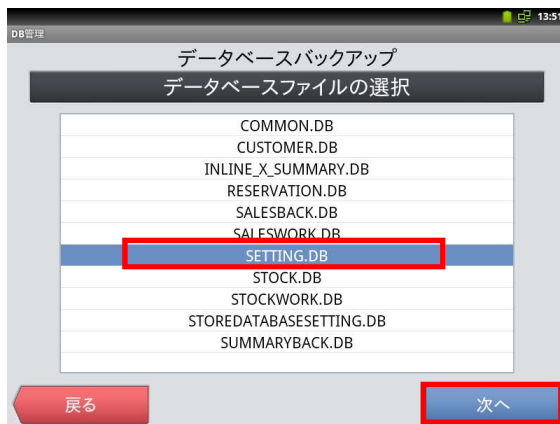 13:51
DB管理
データベースバックアップ
データベースファイルの選択
COMMON.DB
CUSTOMER.DB
INLINE_X_SUMMARY.DB
RESERVATION.DB
SALESBACK.DB
SALESWORK.DB
SETTING.DB
STOCK.DB
STOCKWORK.DB
STOREDATABASESETTING.DB
SUMMARYBACK.DB
戻る
次へ